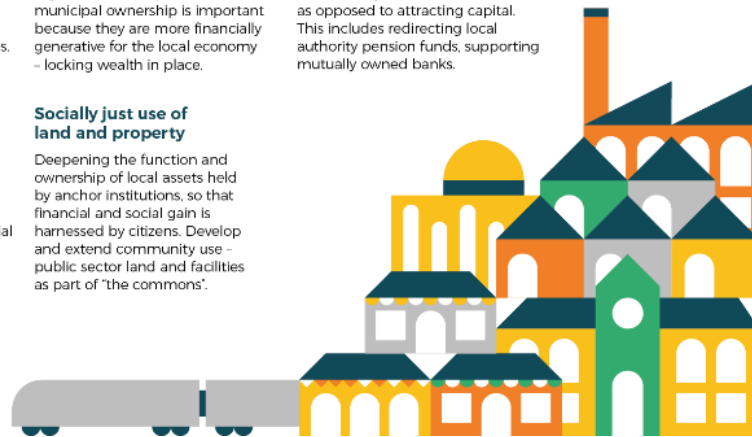 municipal ownership is important
because they are more financially
generative for the local economy
– locking wealth in place.
Socially just use of
land and property
Deepening the function and
ownership of local assets held
by anchor institutions, so that
financial and social gain is
harnessed by citizens. Develop
and extend community use –
public sector land and facilities
as part of “the commons”.
as opposed to attracting capital.
This includes redirecting local
authority pension funds, supporting
mutually owned banks.